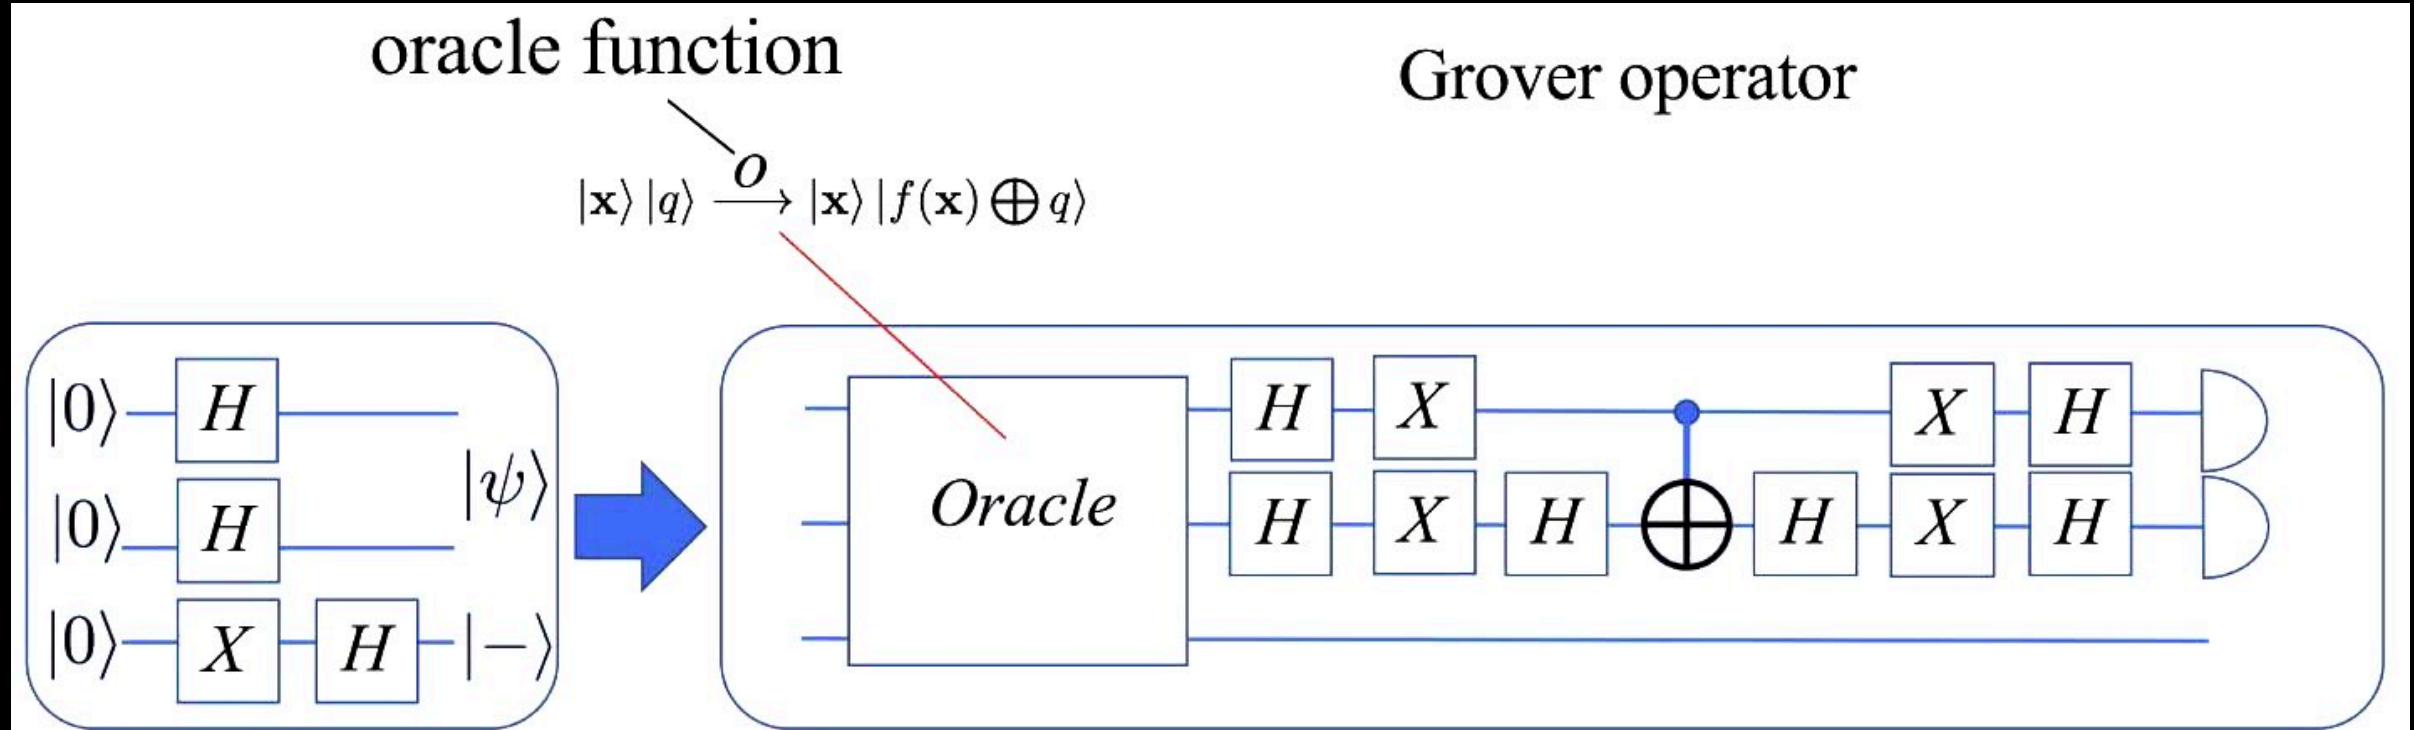 oracle function
Grover operator
O
|x⟩ |q⟩ ⟶ |x⟩ |f(x) ⊕ q⟩
|0⟩ H
|0⟩ H
|ψ⟩
|0⟩ X H |−⟩
Oracle
H X X H
H X H H X H